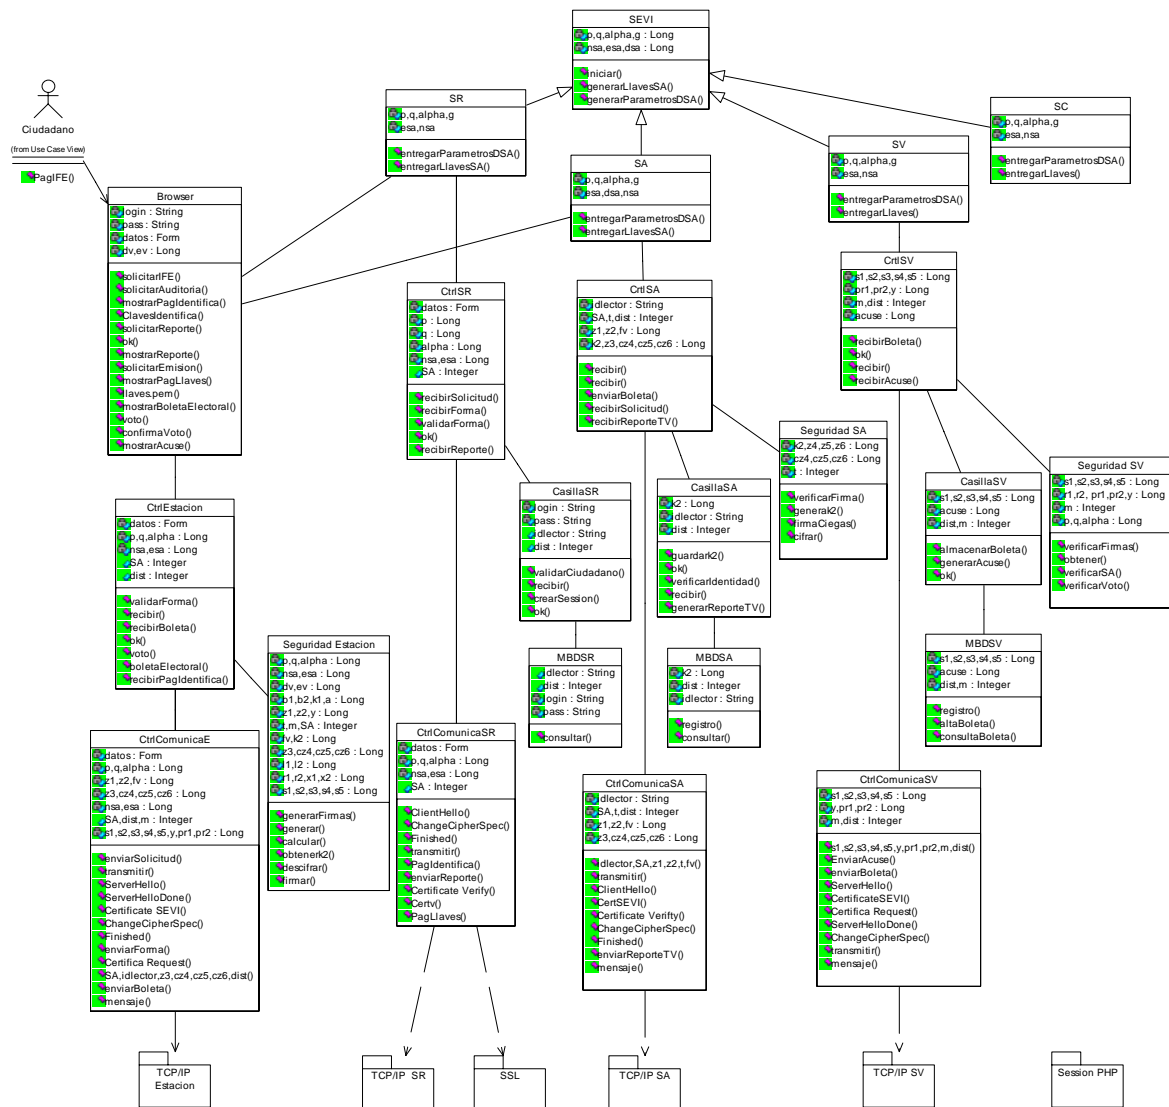 SEVI
p,q,alpha,g : Long
nsa,esa,dsa : Long
iniciar()
generarLlavesSA()
generarParametrosDSA()
Ciudadano
(from Use Case View)
PagIFE()
SR
p,q,alpha,g
esa,nsa
entregarParametrosDSA()
entregarLlavesSA()
SC
p,q,alpha,g
esa,nsa
entregarParametrosDSA()
entregarLlaves()
SV
p,q,alpha,g
esa,nsa
entregarParametrosDSA()
entregarLlaves()
SA
p,q,alpha,g
esa,dsa,nsa
entregarParametrosDSA()
entregarLlavesSA()
Browser
login : String
pass : String
datos : Form
dv,ev : Long
solicitarIFE()
solicitarAuditoria()
mostrarPagIdentifica()
ClavesIdentifica()
solicitarReporte()
ok()
mostrarReporte()
solicitarEmision()
mostrarPagLlaves()
llaves.pem()
mostrarBoletaElectoral()
voto()
confirmaVoto()
mostrarAcuse()
CtrlSR
datos : Form
p : Long
q : Long
alpha : Long
nsa,esa : Long
SA : Integer
recibirSolicitud()
recibirForma()
validarForma()
ok()
recibirReporte()
CrtlSA
idlector : String
SA,t,dist : Integer
z1,z2,fv : Long
k2,z3,cz4,cz5,cz6 : Long
recibir()
recibir()
enviarBoleta()
recibirSolicitud()
recibirReporteTV()
CrtlSV
s1,s2,s3,s4,s5 : Long
pr1,pr2,y : Long
m,dist : Integer
acuse : Long
recibirBoleta()
ok()
recibir()
recibirAcuse()
Seguridad SA
k2,z4,z5,z6 : Long
cz4,cz5,cz6 : Long
t : Integer
verificarFirma()
generak2()
firmaCiegas()
cifrar()
CasillaSR
login : String
pass : String
idlector : String
dist : Integer
validarCiudadano()
recibir()
crearSession()
ok()
CasillaSA
k2 : Long
idlector : String
dist : Integer
guardark2()
ok()
verificarIdentidad()
recibir()
generarReporteTV()
CasillaSV
s1,s2,s3,s4,s5 : Long
acuse : Long
dist,m : Integer
almacenarBoleta()
generarAcuse()
ok()
Seguridad SV
s1,s2,s3,s4,s5 : Long
r1,r2, pr1,pr2,y : Long
m : Integer
p,q,alpha : Long
verificarFirmas()
obtener()
verificarSA()
verificarVoto()
CtrlEstacion
datos : Form
p,q,alpha : Long
nsa,esa : Long
SA : Integer
dist : Integer
validarForma()
recibir()
recibirBoleta()
ok()
voto()
boletaElectoral()
recibirPagIdentifica()
Seguridad Estacion
p,q,alpha : Long
nsa,esa : Long
dv,ev : Long
b1,b2,k1,a : Long
z1,z2,y : Long
t,m,SA : Integer
fv,k2 : Long
z3,cz4,cz5,cz6 : Long
l1,l2 : Long
r1,r2,x1,x2 : Long
s1,s2,s3,s4,s5 : Long
generarFirmas()
generar()
calcular()
obtenerk2()
descifrar()
firmar()
MBDSR
idlector : String
dist : Integer
login : String
pass : String
consultar()
MBDSA
k2 : Long
dist : Integer
idlector : String
registro()
consultar()
MBDSV
s1,s2,s3,s4,s5 : Long
acuse : Long
dist,m : Integer
registro()
altaBoleta()
consultaBoleta()
CtrlComunicaE
datos : Form
p,q,alpha : Long
z1,z2,fv : Long
z3,cz4,cz5,cz6 : Long
nsa,esa : Long
SA,dist,m : Integer
s1,s2,s3,s4,s5,y,pr1,pr2 : Long
enviarSolicitud()
transmitir()
ServerHello()
ServerHelloDone()
Certificate SEVI()
ChangeCipherSpec()
Finished()
enviarForma()
Certifica Request()
SA,idlector,z3,cz4,cz5,cz6,dist()
enviarBoleta()
mensaje()
CtrlComunicaSR
datos : Form
p,q,alpha : Long
nsa,esa : Long
SA : Integer
ClientHello()
ChangeCipherSpec()
Finished()
transmitir()
PagIdentifica()
enviarReporte()
Certificate Verify()
Certv()
PagLlaves()
CtrlComunicaSA
idlector : String
SA,t,dist : Integer
z1,z2,fv : Long
z3,cz4,cz5,cz6 : Long
idlector,SA,z1,z2,t,fv()
transmitir()
ClientHello()
CertSEVI()
Certificate Verifty()
ChangeCipherSpec()
Finished()
enviarReporteTV()
mensaje()
CtrlComunicaSV
s1,s2,s3,s4,s5 : Long
y,pr1,pr2 : Long
m,dist : Integer
s1,s2,s3,s4,s5,y,pr1,pr2,m,dist()
EnviarAcuse()
enviarBoleta()
ServerHello()
CertificateSEVI()
Certifica Request()
ServerHelloDone()
ChangeCipherSpec()
transmitir()
mensaje()
TCP/IP
Estacion
TCP/IP SR
SSL
TCP/IP SA
TCP/IP SV
Session PHP